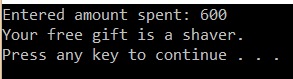 Entered amount spent: 600
Your free gift is a shaver.
Press any key to continue . . .